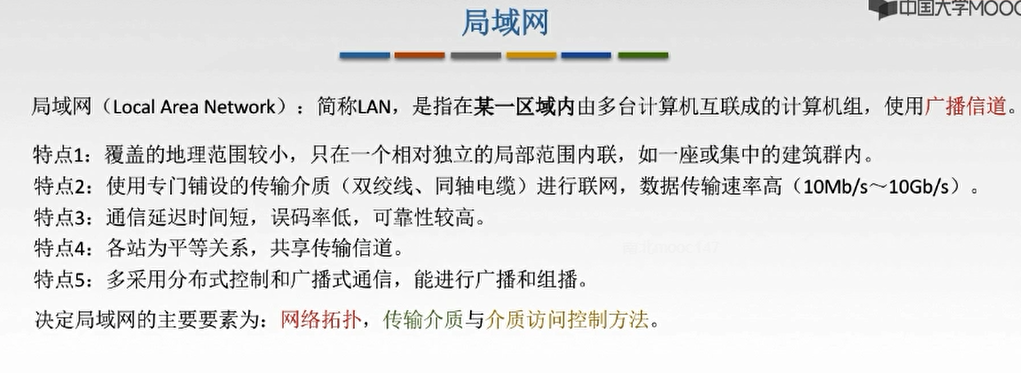 中国大学MOOC
局域网
局域网（Local Area Network）：简称LAN，是指在某一区域内由多台计算机互联成的计算机组，使用广播信道。
特点1：覆盖的地理范围较小，只在一个相对独立的局部范围内联，如一座或集中的建筑群内。
特点2：使用专门铺设的传输介质（双绞线、同轴电缆）进行联网，数据传输速率高（10Mb/s～10Gb/s）。
特点3：通信延迟时间短，误码率低，可靠性较高。
特点4：各站为平等关系，共享传输信道。
特点5：多采用分布式控制和广播式通信，能进行广播和组播。
决定局域网的主要要素为：网络拓扑，传输介质与介质访问控制方法。